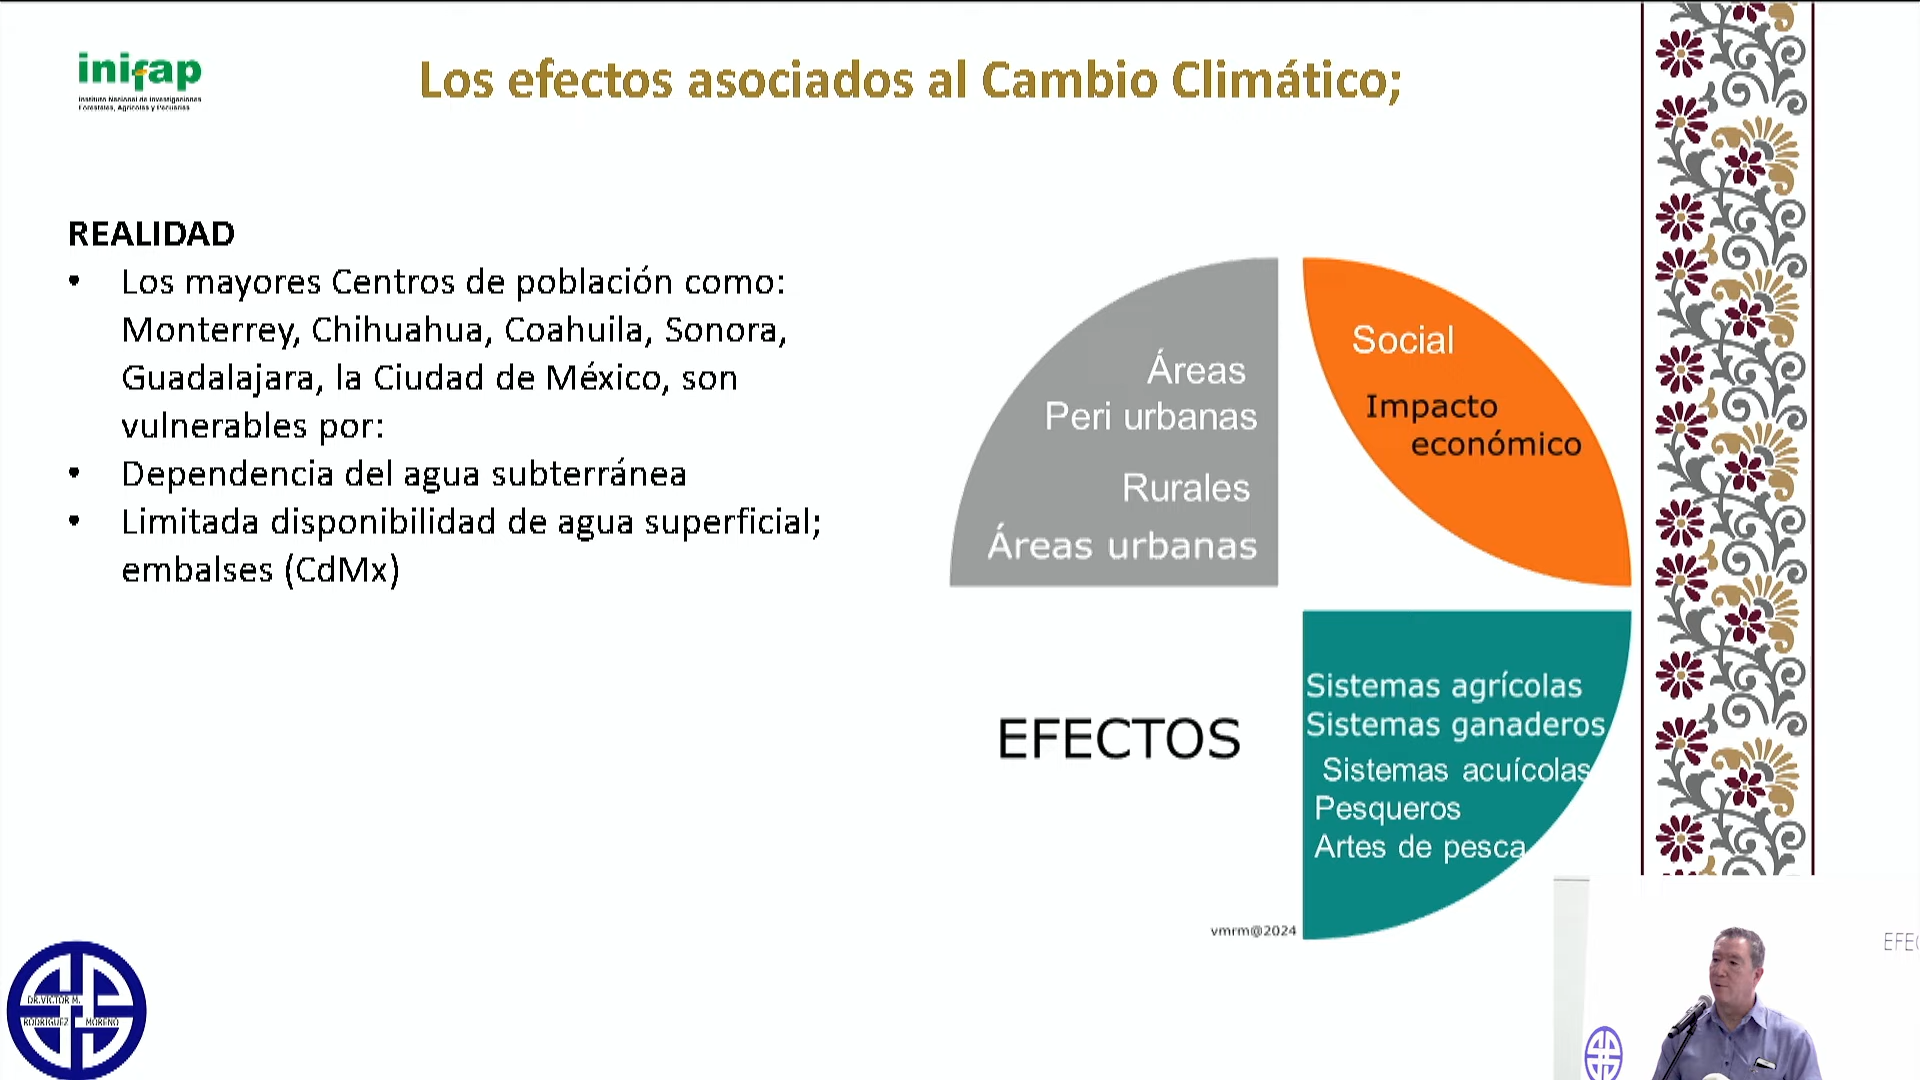 inifap
Instituto Nacional de Investigaciones
Forestales, Agrícolas y Pecuarias
Los efectos asociados al Cambio Climático;
REALIDAD
• Los mayores Centros de población como:
Monterrey, Chihuahua, Coahuila, Sonora,
Guadalajara, la Ciudad de México, son
vulnerables por:
• Dependencia del agua subterránea
• Limitada disponibilidad de agua superficial;
embalses (CdMx)
Áreas
Peri urbanas
Rurales
Áreas urbanas
Social
Impacto
económico
EFECTOS
Sistemas agrícolas
Sistemas ganaderos
Sistemas acuícolas
Pesqueros
Artes de pesca
vmrm@2024
DR.VICTOR M.
RODRIGUEZ MORENO
EFEC